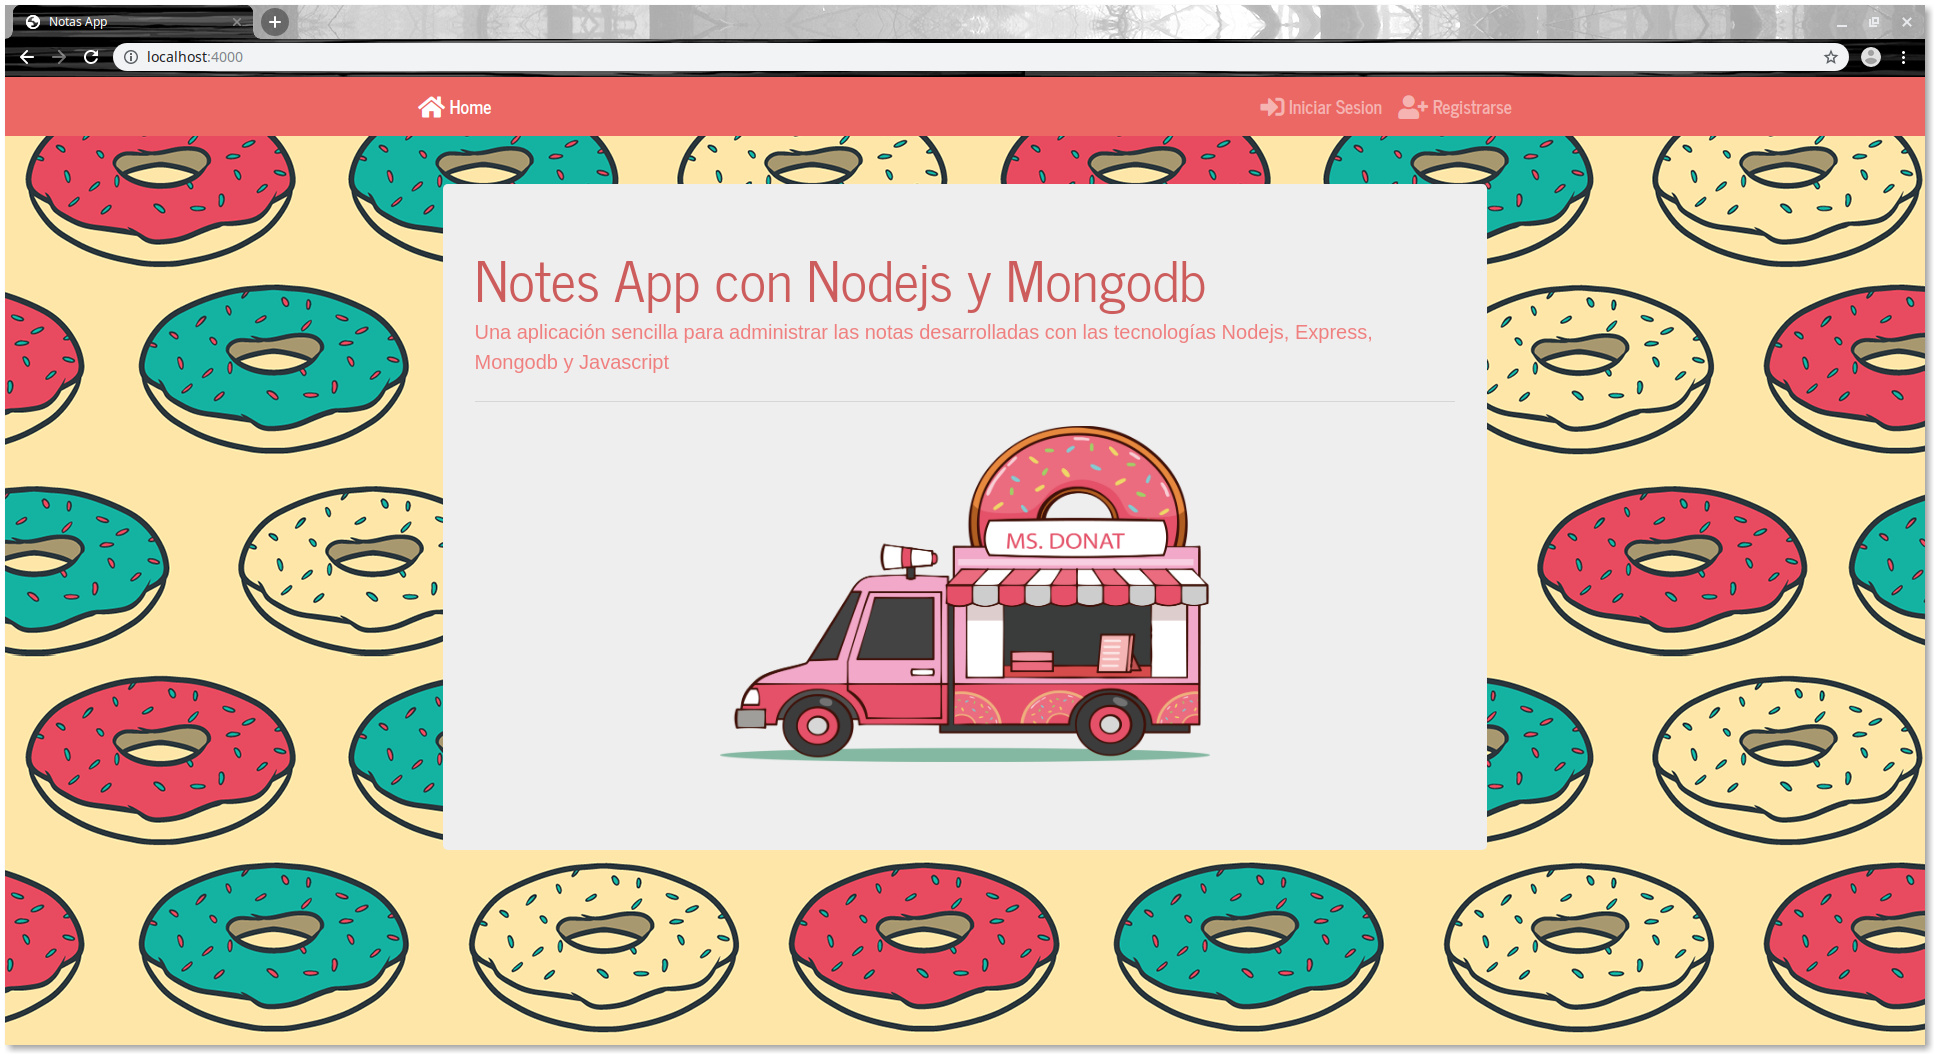 Notas App
localhost:4000
Home
Iniciar Sesion
Registrarse
Notes App con Nodejs y Mongodb
Una aplicación sencilla para administrar las notas desarrolladas con las tecnologías Nodejs, Express,
Mongodb y Javascript
MS. DONAT